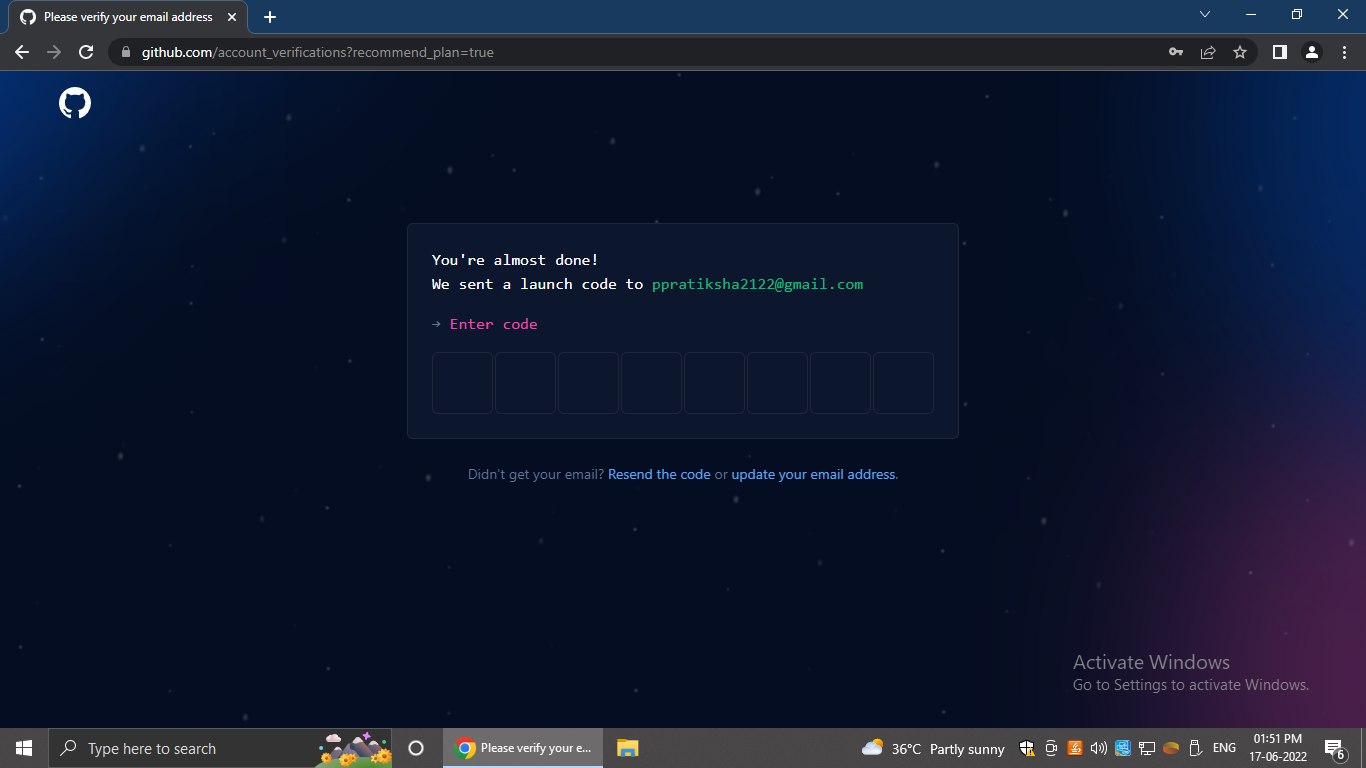 Please verify your email address
github.com/account_verifications?recommend_plan=true
You're almost done!
We sent a launch code to ppratiksha2122@gmail.com
→ Enter code
Didn't get your email? Resend the code or update your email address.
Activate Windows
Go to Settings to activate Windows.
Type here to search
Please verify your e...
36°C Partly sunny
ENG
01:51 PM
17-06-2022
6